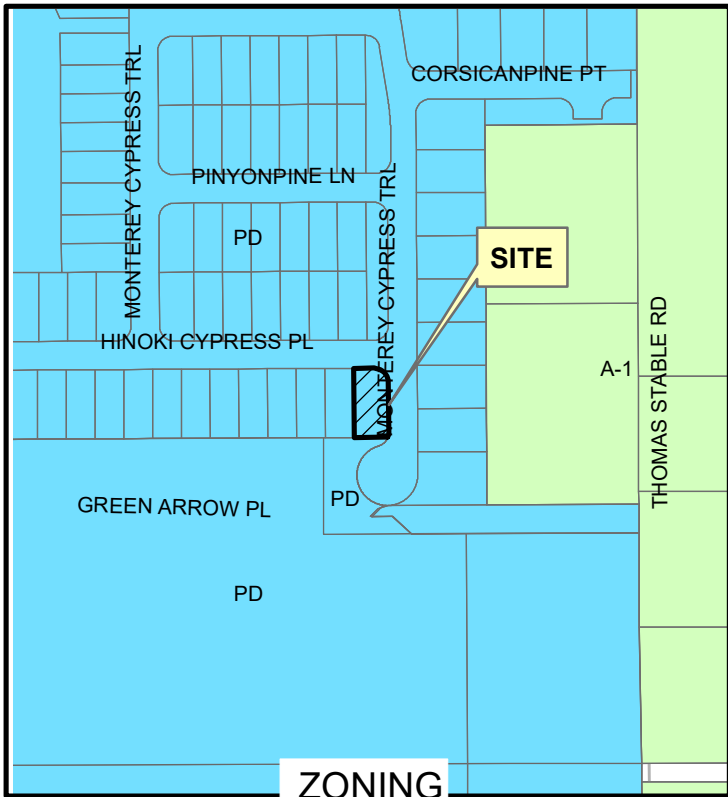 CORSICANPINE PT
MONTEREY CYPRESS TRL
PINYONPINE LN
MONTEREY CYPRESS TRL
PD
SITE
HINOKI CYPRESS PL
A-1
THOMAS STABLE RD
GREEN ARROW PL
PD
PD
ZONING